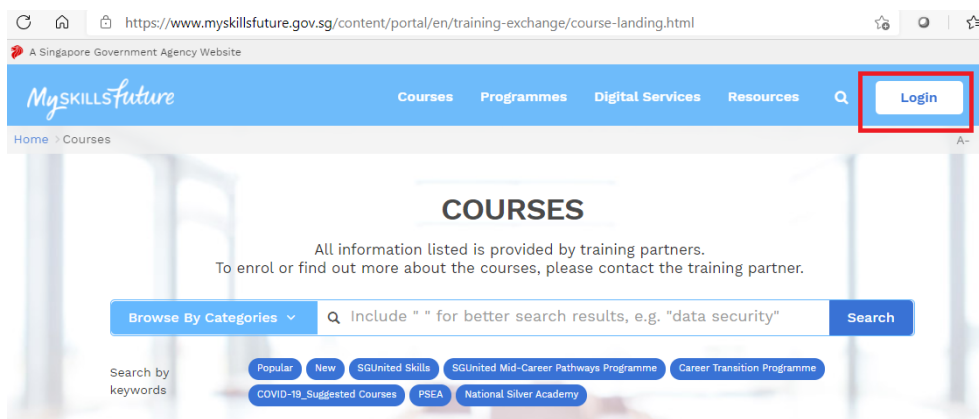 https://www.myskillsfuture.gov.sg/content/portal/en/training-exchange/course-landing.html
A Singapore Government Agency Website
MySKILLSfuture Courses Programmes Digital Services Resources Login
Home > Courses A-
COURSES
All information listed is provided by training partners.
To enrol or find out more about the courses, please contact the training partner.
Browse By Categories Include " " for better search results, e.g. "data security" Search
Search by keywords
Popular New SGUnited Skills SGUnited Mid-Career Pathways Programme Career Transition Programme
COVID-19_Suggested Courses PSEA National Silver Academy